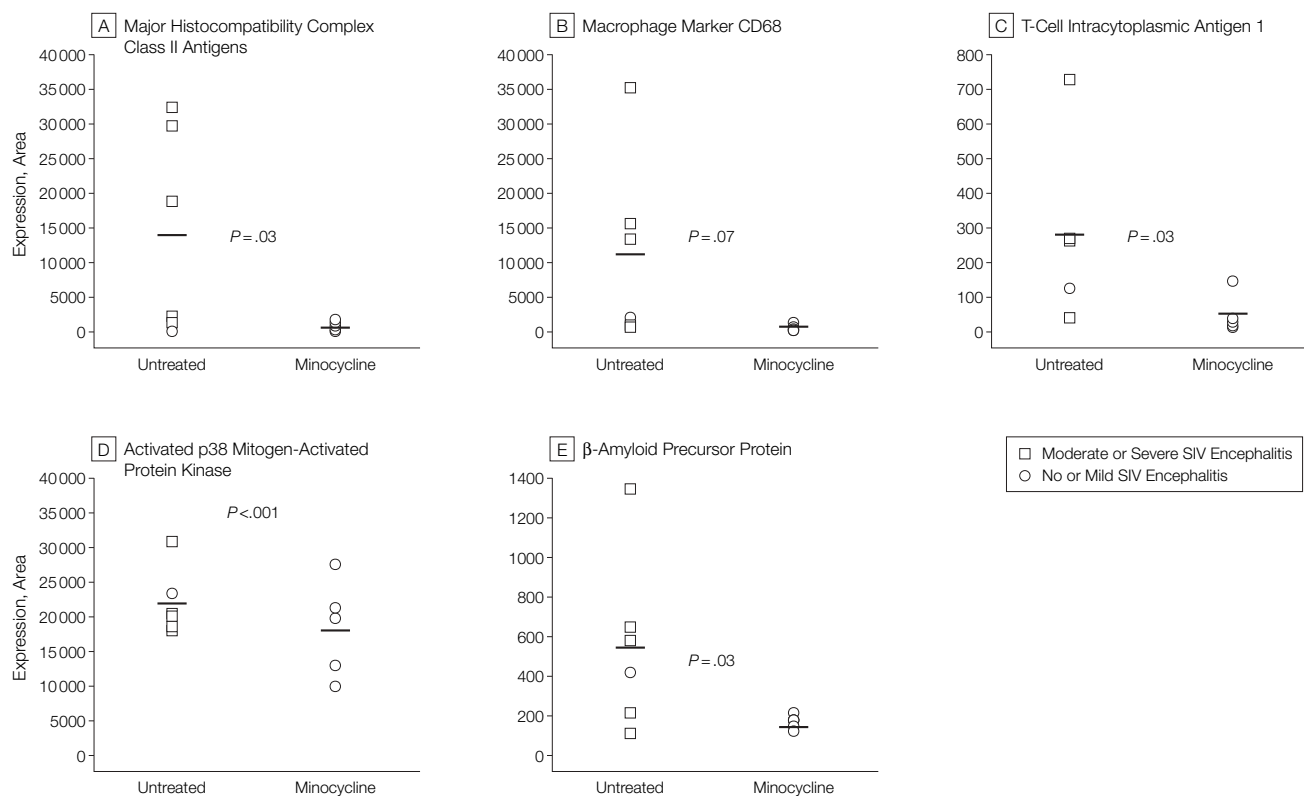 A Major Histocompatibility Complex
Class II Antigens
Expression, Area
40 000
35 000
30 000
25 000
20 000
15 000
10 000
5000
0
P = .03
Untreated Minocycline
B Macrophage Marker CD68
40 000
35 000
30 000
25 000
20 000
15 000
10 000
5000
0
P = .07
Untreated Minocycline
C T-Cell Intracytoplasmic Antigen 1
800
700
600
500
400
300
200
100
0
P = .03
Untreated Minocycline
D Activated p38 Mitogen-Activated
Protein Kinase
Expression, Area
40 000
35 000
30 000
25 000
20 000
15 000
10 000
5000
0
P <.001
Untreated Minocycline
E β-Amyloid Precursor Protein
1400
1200
1000
800
600
400
200
0
P = .03
Untreated Minocycline
Moderate or Severe SIV Encephalitis
No or Mild SIV Encephalitis